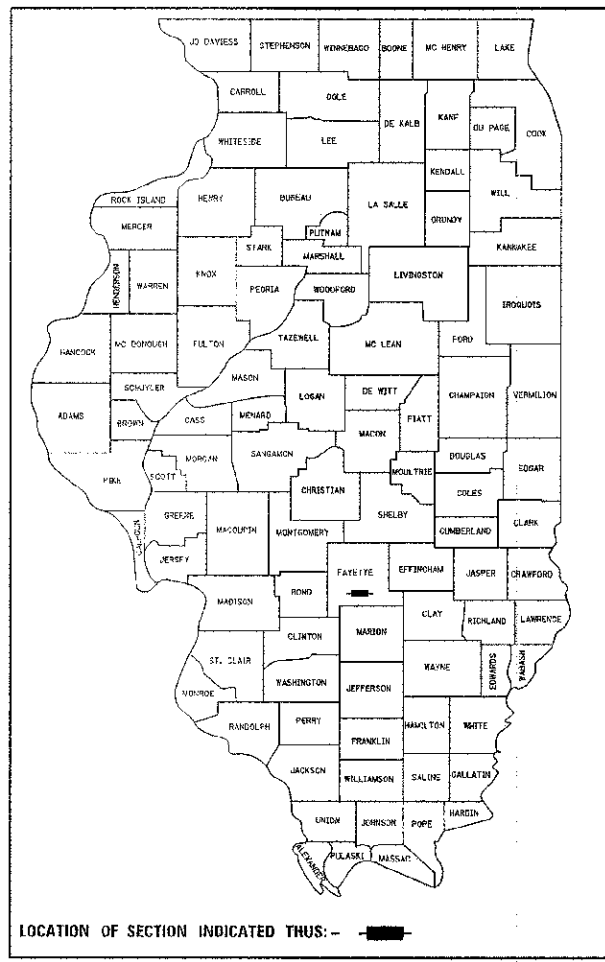 JO DAVIESS STEPHENSON WINNEBAGO BOONE MC HENRY LAKE
CARROLL OGLE DE KALB KANE DU PAGE COOK
WHITESIDE LEE KENDALL WILL
ROCK ISLAND HENRY BUREAU LA SALLE GRUNDY
MERCER PUTNAM KANKAKEE
STARK MARSHALL
HENDERSON WARREN KNOX PEORIA WOODFORD LIVINGSTON IROQUOIS
HANCOCK MC DONOUGH FULTON TAZEWELL MC LEAN FORD
MASON
SCHUYLER LOGAN DE WITT CHAMPAIGN VERMILION
ADAMS BROWN CASS MENARD MACON PIATT
MORGAN SANGAMON DOUGLAS
PIKE SCOTT CHRISTIAN MOULTRIE COLES EDGAR
GREENE MACOUPIN MONTGOMERY SHELBY CUMBERLAND CLARK
CALHOUN JERSEY FAYETTE EFFINGHAM JASPER CRAWFORD
MADISON BOND
CLINTON MARION CLAY RICHLAND LAWRENCE
ST. CLAIR WAYNE EDWARDS WABASH
MONROE WASHINGTON JEFFERSON
RANDOLPH PERRY FRANKLIN HAMILTON WHITE
JACKSON WILLIAMSON SALINE GALLATIN
UNION JOHNSON POPE HARDIN
ALEXANDER PULASKI MASSAC
LOCATION OF SECTION INDICATED THUS: -